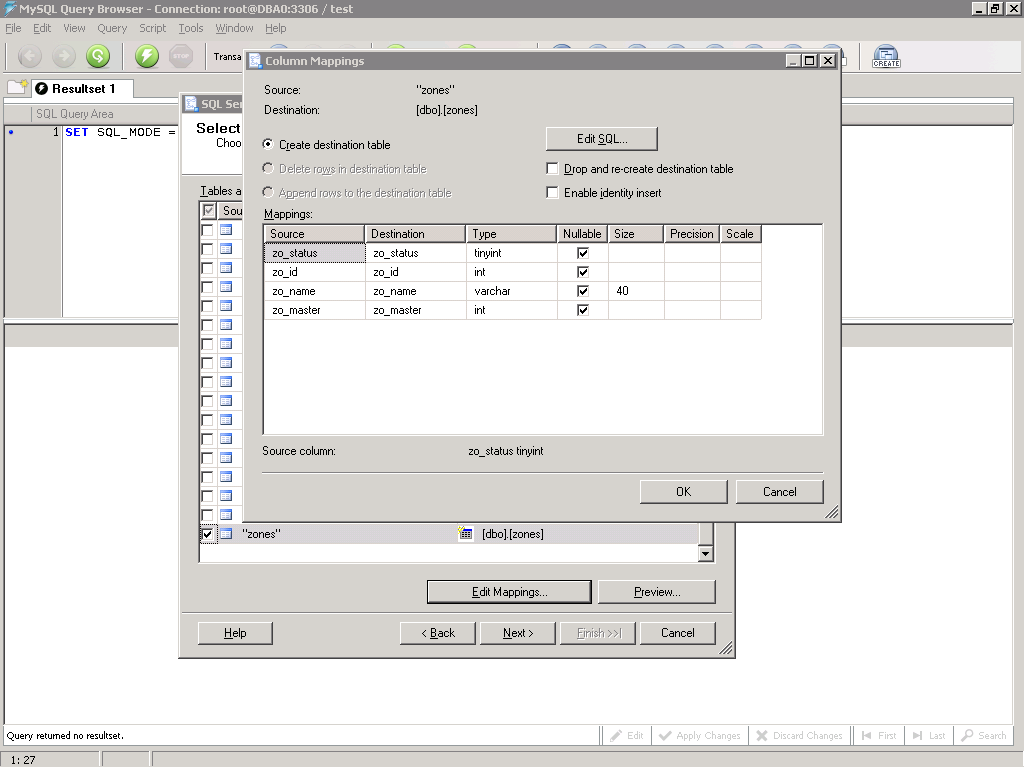 MySQL Query Browser - Connection: root@DBA0:3306 / test
File Edit View Query Script Tools Window Help
Transa
CREATE
Resultset 1
SQL Query Area
1 SET SQL_MODE =
SQL Se
Select
Choo
Tables a
Sou
Column Mappings
Source: "zones"
Destination: [dbo].[zones]
Create destination table
Edit SQL...
Delete rows in destination table
Drop and re-create destination table
Append rows to the destination table
Enable identity insert
Mappings:
Source Destination Type Nullable Size Precision Scale
zo_status zo_status tinyint
zo_id zo_id int
zo_name zo_name varchar 40
zo_master zo_master int
Source column: zo_status tinyint
OK Cancel
"zones" [dbo].[zones]
Edit Mappings... Preview...
Help < Back Next > Finish >>| Cancel
Query returned no resultset.
Edit Apply Changes Discard Changes First Last Search
1: 27